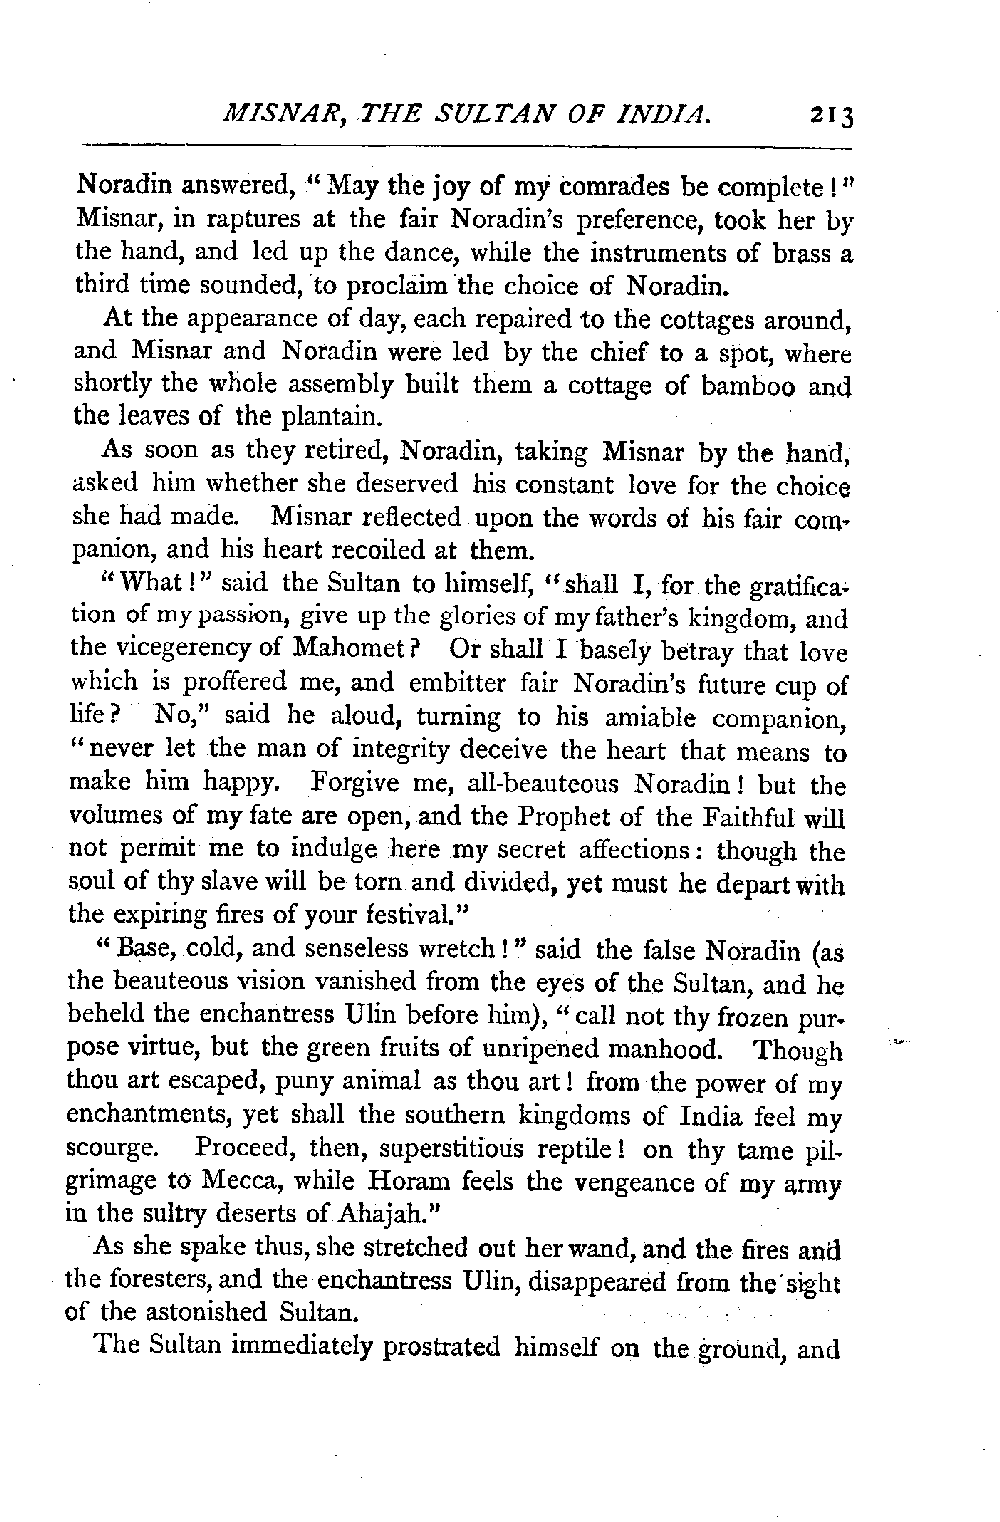 MISNAR, THE SULTAN OF INDIA. 213
Noradin answered, "May the joy of my comrades be complete!"
Misnar, in raptures at the fair Noradin's preference, took her by
the hand, and led up the dance, while the instruments of brass a
third time sounded, to proclaim the choice of Noradin.
At the appearance of day, each repaired to the cottages around,
and Misnar and Noradin were led by the chief to a spot, where
shortly the whole assembly built them a cottage of bamboo and
the leaves of the plantain.
As soon as they retired, Noradin, taking Misnar by the hand,
asked him whether she deserved his constant love for the choice
she had made. Misnar reflected upon the words of his fair com-
panion, and his heart recoiled at them.
"What!" said the Sultan to himself, "shall I, for the gratifica-
tion of my passion, give up the glories of my father's kingdom, and
the vicegerency of Mahomet? Or shall I basely betray that love
which is proffered me, and embitter fair Noradin's future cup of
life? No," said he aloud, turning to his amiable companion,
"never let the man of integrity deceive the heart that means to
make him happy. Forgive me, all-beauteous Noradin! but the
volumes of my fate are open, and the Prophet of the Faithful will
not permit me to indulge here my secret affections: though the
soul of thy slave will be torn and divided, yet must he depart with
the expiring fires of your festival."
"Base, cold, and senseless wretch!" said the false Noradin (as
the beauteous vision vanished from the eyes of the Sultan, and he
beheld the enchantress Ulin before him), "call not thy frozen pur-
pose virtue, but the green fruits of unripened manhood. Though
thou art escaped, puny animal as thou art! from the power of my
enchantments, yet shall the southern kingdoms of India feel my
scourge. Proceed, then, superstitious reptile! on thy tame pil-
grimage to Mecca, while Horam feels the vengeance of my army
in the sultry deserts of Ahajah."
As she spake thus, she stretched out her wand, and the fires and
the foresters, and the enchantress Ulin, disappeared from the sight
of the astonished Sultan.
The Sultan immediately prostrated himself on the ground, and